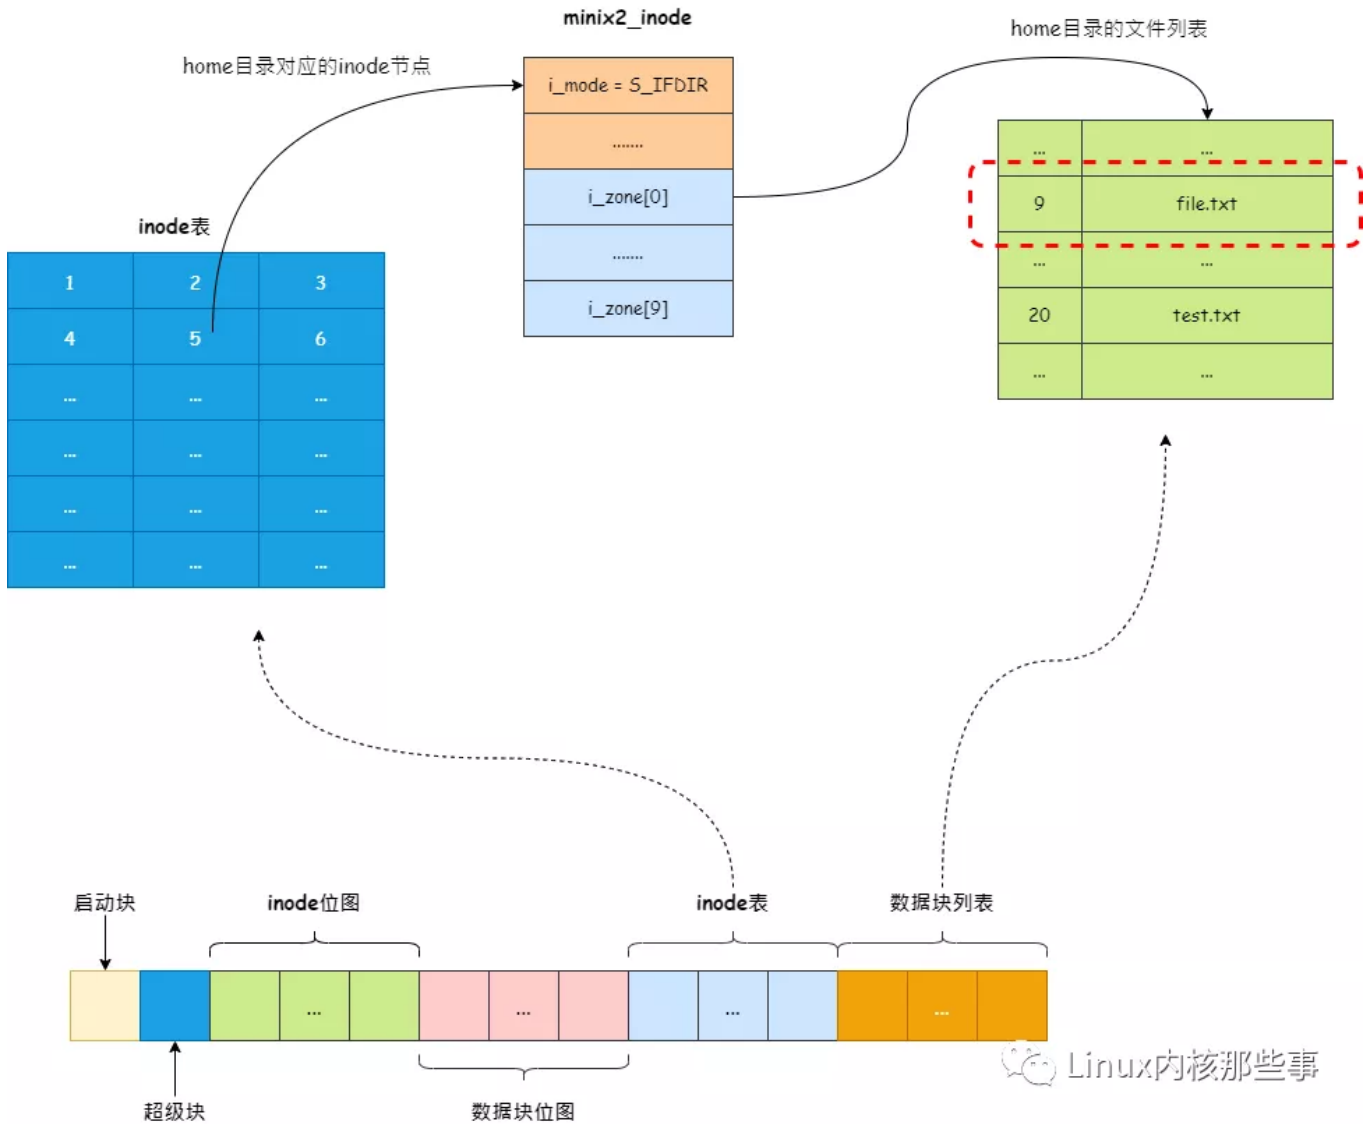 minix2_inode
home目录的文件列表
home目录对应的inode节点
i_mode = S_IFDIR
.......
i_zone[0]
.......
i_zone[9]
... ...
9 file.txt
... ...
20 test.txt
... ...
inode表
1 2 3
4 5 6
... ... ...
... ... ...
... ... ...
... ... ...
启动块
inode位图
inode表
数据块列表
... ... ... ...
超级块
数据块位图
Linux内核那些事